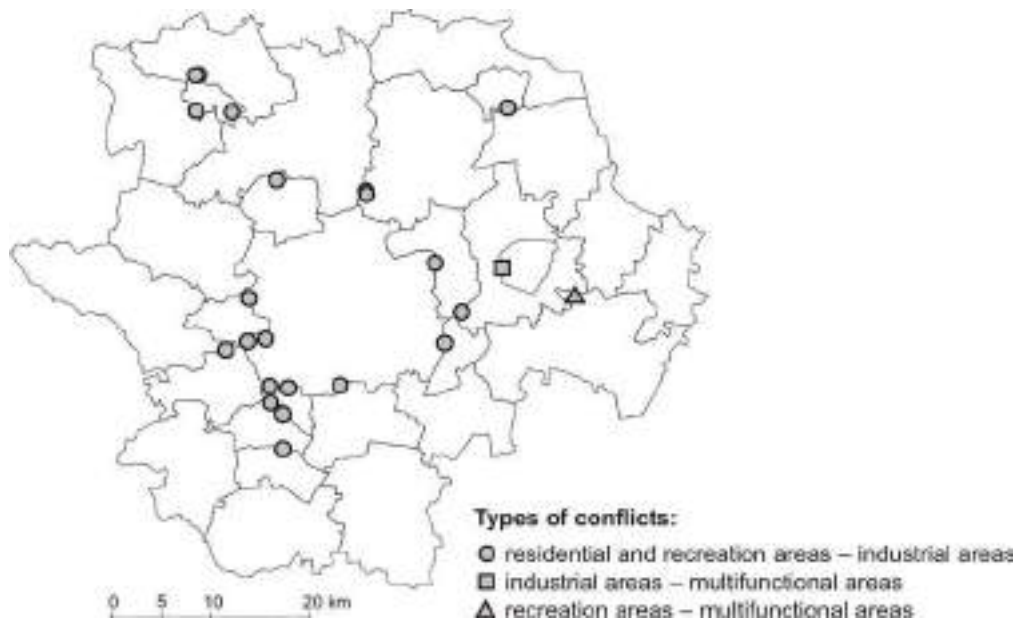 Types of conflicts:
residential and recreation areas – industrial areas
industrial areas – multifunctional areas
recreation areas – multifunctional areas
0 5 10 20 km